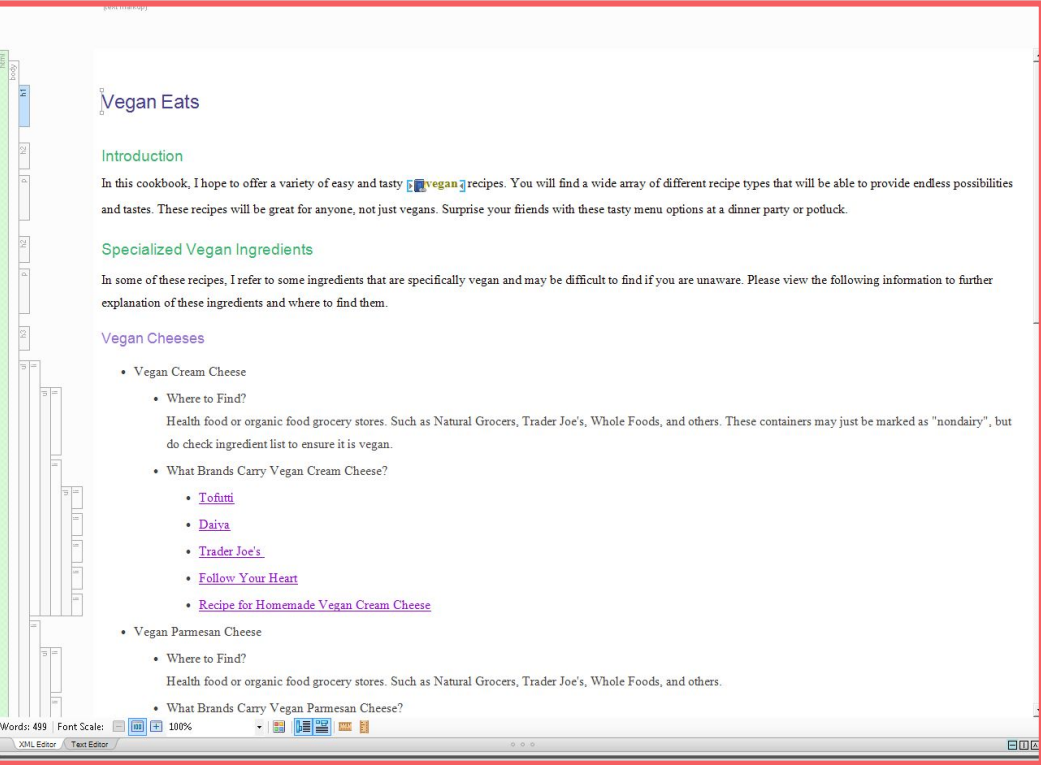 (text markup)
html
body
h1
Vegan Eats
h2
Introduction
p
In this cookbook, I hope to offer a variety of easy and tasty vegan recipes. You will find a wide array of different recipe types that will be able to provide endless possibilities
and tastes. These recipes will be great for anyone, not just vegans. Surprise your friends with these tasty menu options at a dinner party or potluck.
h2
Specialized Vegan Ingredients
p
In some of these recipes, I refer to some ingredients that are specifically vegan and may be difficult to find if you are unaware. Please view the following information to further
explanation of these ingredients and where to find them.
h3
Vegan Cheeses
• Vegan Cream Cheese
• Where to Find?
Health food or organic food grocery stores. Such as Natural Grocers, Trader Joe's, Whole Foods, and others. These containers may just be marked as "nondairy", but
do check ingredient list to ensure it is vegan.
• What Brands Carry Vegan Cream Cheese?
• Tofutti
• Daiya
• Trader Joe's
• Follow Your Heart
• Recipe for Homemade Vegan Cream Cheese
• Vegan Parmesan Cheese
• Where to Find?
Health food or organic food grocery stores. Such as Natural Grocers, Trader Joe's, Whole Foods, and others.
• What Brands Carry Vegan Parmesan Cheese?
Words: 499 Font Scale: 100 100%
XML Editor Text Editor